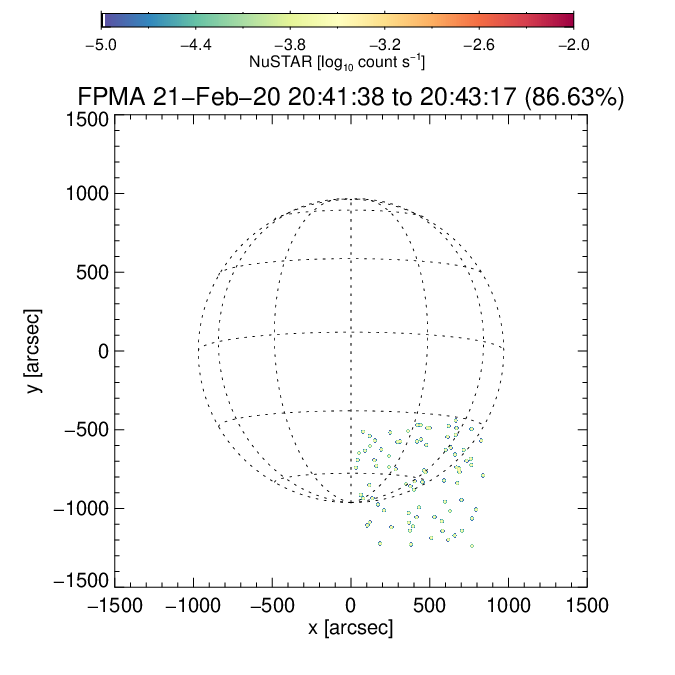 −5.0 −4.4 −3.8 −3.2 −2.6 −2.0
NuSTAR [log₁₀ count s⁻¹]
FPMA 21−Feb−20 20:41:38 to 20:43:17 (86.63%)
1500
1000
500
0
−500
−1000
−1500
y [arcsec]
−1500 −1000 −500 0 500 1000 1500
x [arcsec]